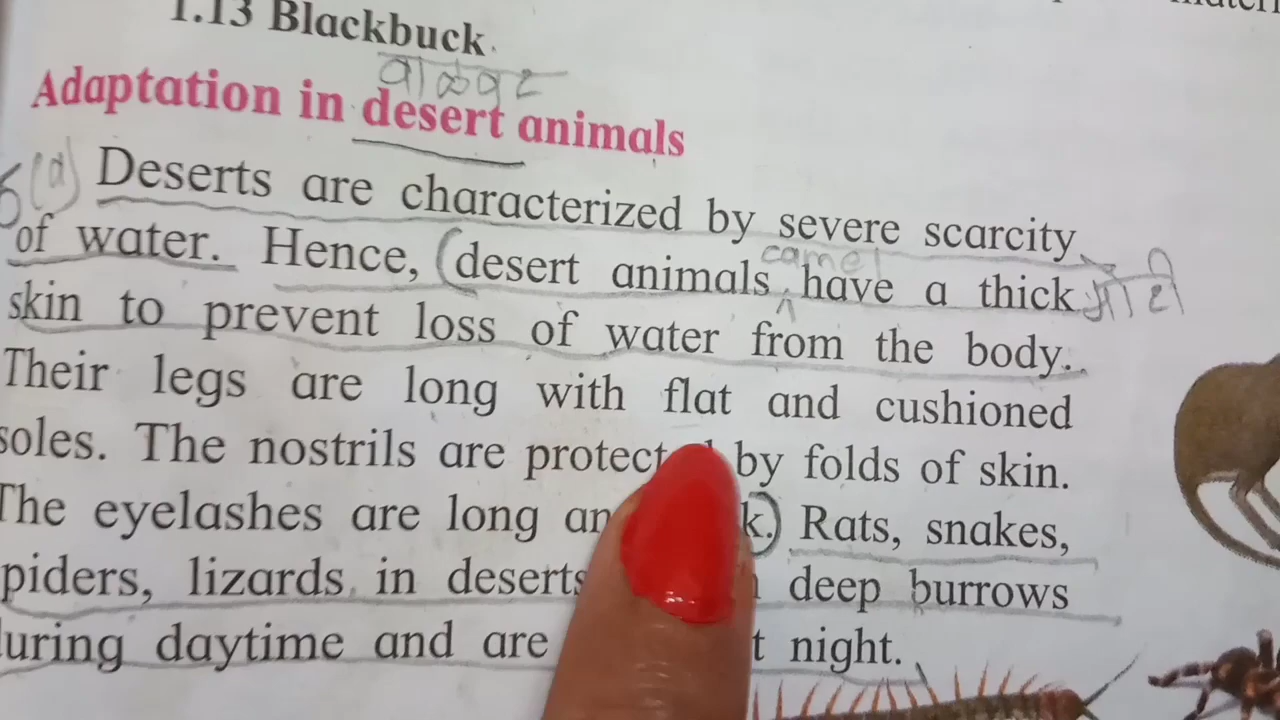 1.13 Blackbuck
वाळवंट
Adaptation in desert animals
(a) Deserts are characterized by severe scarcity
camel
of water. Hence, (desert animals have a thick
skin to prevent loss of water from the body.
Their legs are long with flat and cushioned
soles. The nostrils are protect by folds of skin.
The eyelashes are long an k.) Rats, snakes,
piders, lizards in deserts deep burrows
uring daytime and are t night.